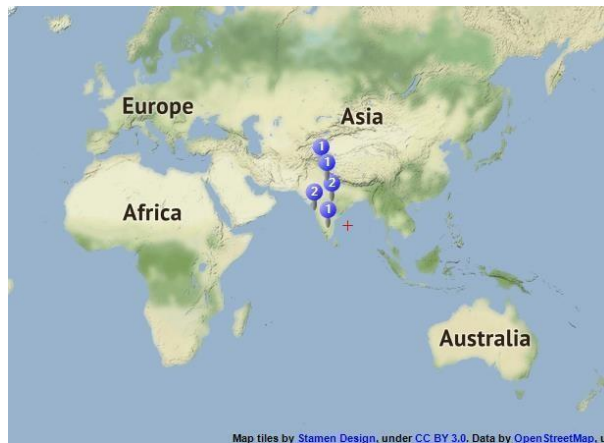 Europe
Asia
1
1
2
2
Africa
1
Australia
Map tiles by Stamen Design, under CC BY 3.0. Data by OpenStreetMap, u